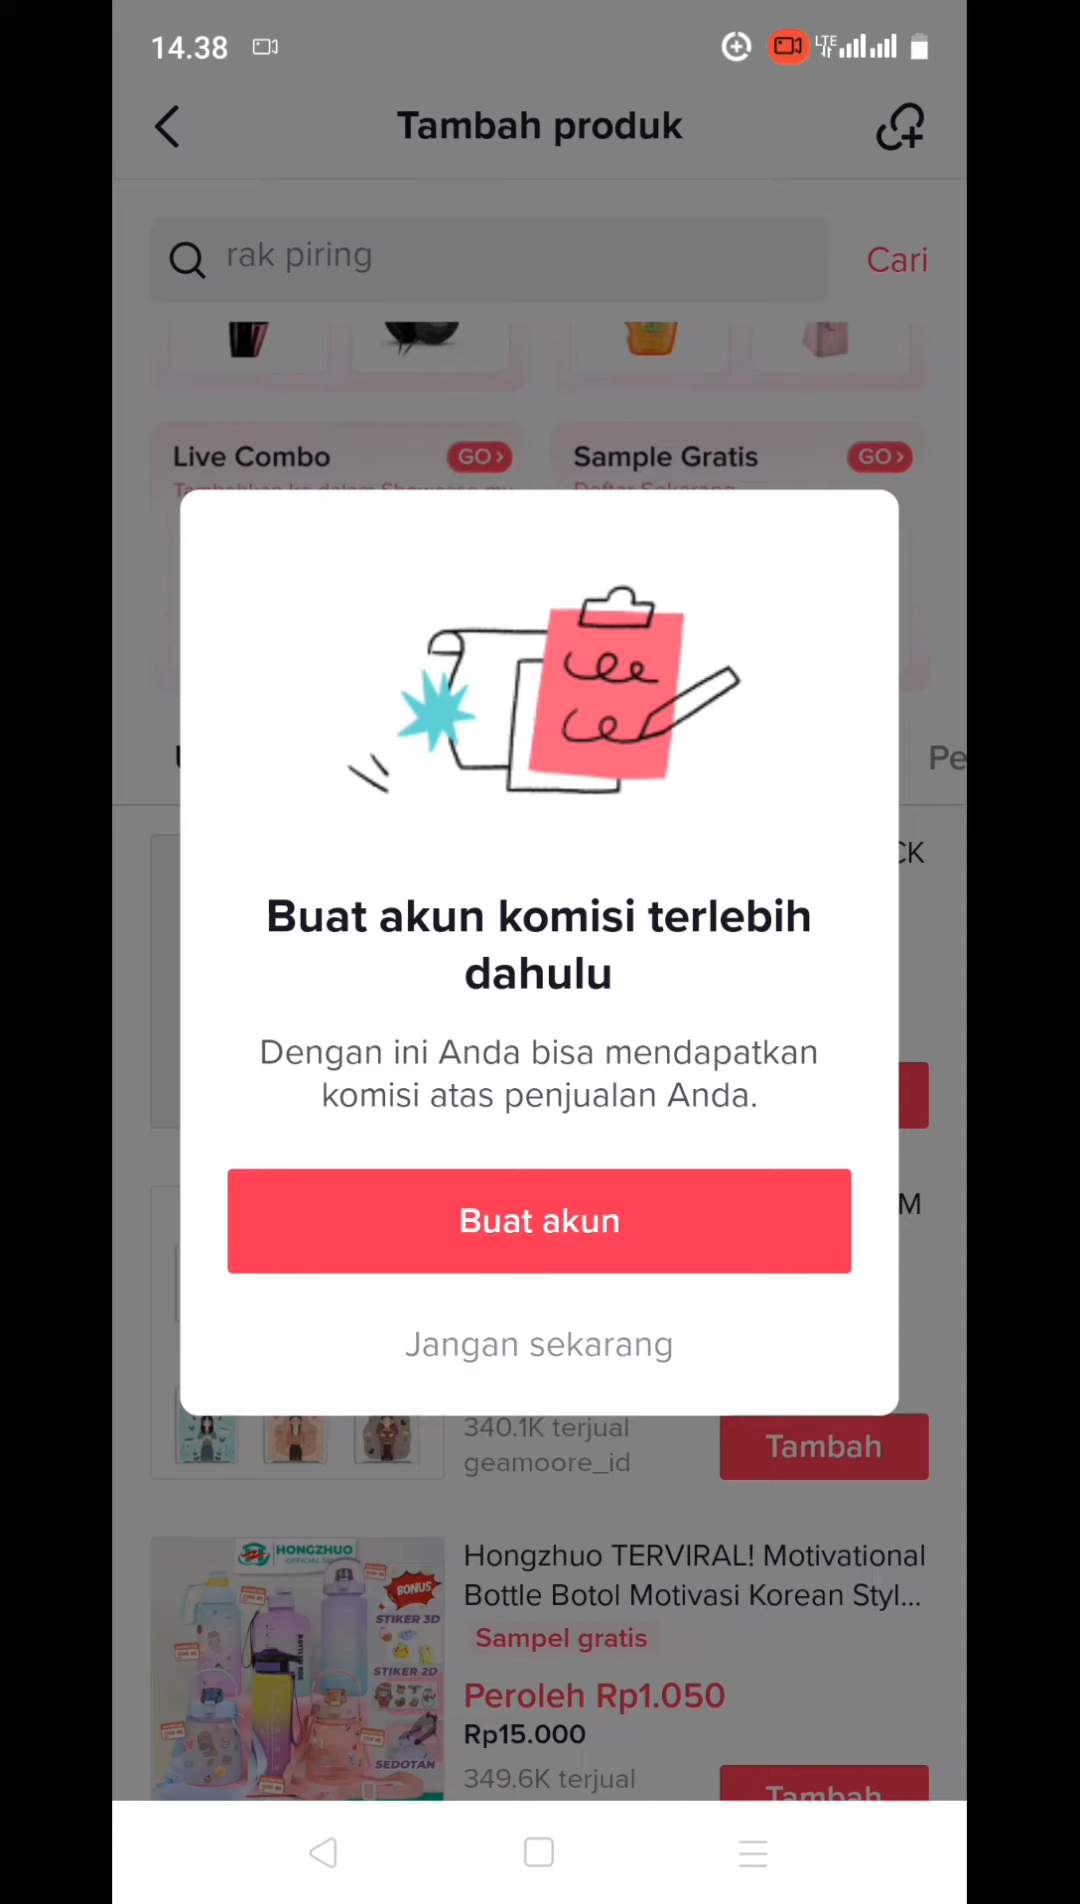 14.38
LTE
Tambah produk
rak piring
Cari
Live Combo
GO >
Sample Gratis
GO >
Pe
CK
Buat akun komisi terlebih
dahulu
Dengan ini Anda bisa mendapatkan
komisi atas penjualan Anda.
Buat akun
M
Jangan sekarang
340.1K terjual
geamoore_id
Tambah
HONGZHUO
BONUS
STIKER 3D
STIKER 2D
SEDOTAN
Hongzhuo TERVIRAL! Motivational
Bottle Botol Motivasi Korean Styl...
Sampel gratis
Peroleh Rp1.050
Rp15.000
349.6K terjual
Tambah